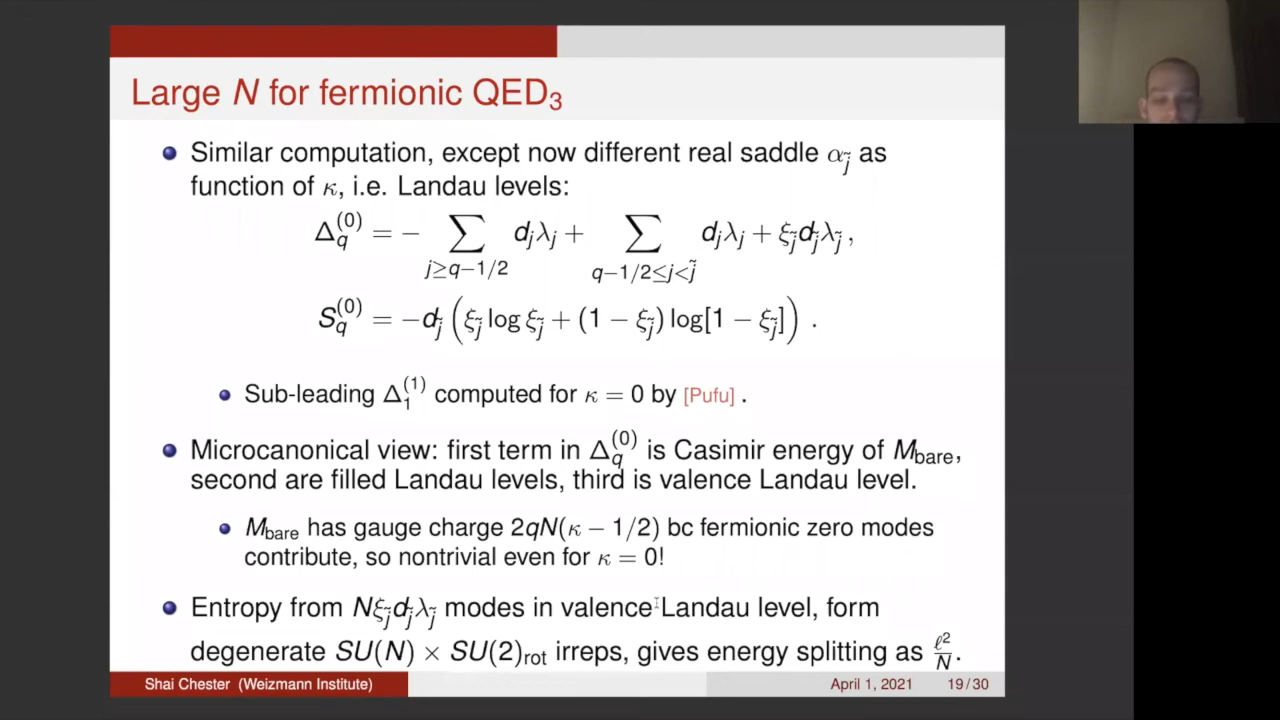 Large N for fermionic QED₃
Similar computation, except now different real saddle α_j̃ as
function of κ, i.e. Landau levels:
Δ_q^(0) = − ∑_{j≥q−1/2} d_j λ_j + ∑_{q−1/2≤j<j̃} d_j λ_j + ξ_j̃ d_j̃ λ_j̃ ,
S_q^(0) = −d_j̃ ( ξ_j̃ log ξ_j̃ + (1 − ξ_j̃) log[1 − ξ_j̃] ) .
Sub-leading Δ_1^(1) computed for κ = 0 by [Pufu] .
Microcanonical view: first term in Δ_q^(0) is Casimir energy of M_bare,
second are filled Landau levels, third is valence Landau level.
M_bare has gauge charge 2qN(κ − 1/2) bc fermionic zero modes
contribute, so nontrivial even for κ = 0!
Entropy from Nξ_j̃ d_j̃ λ_j̃ modes in valence Landau level, form
degenerate SU(N) × SU(2)_rot irreps, gives energy splitting as ℓ²/N.
Shai Chester (Weizmann Institute)
April 1, 2021
19 / 30